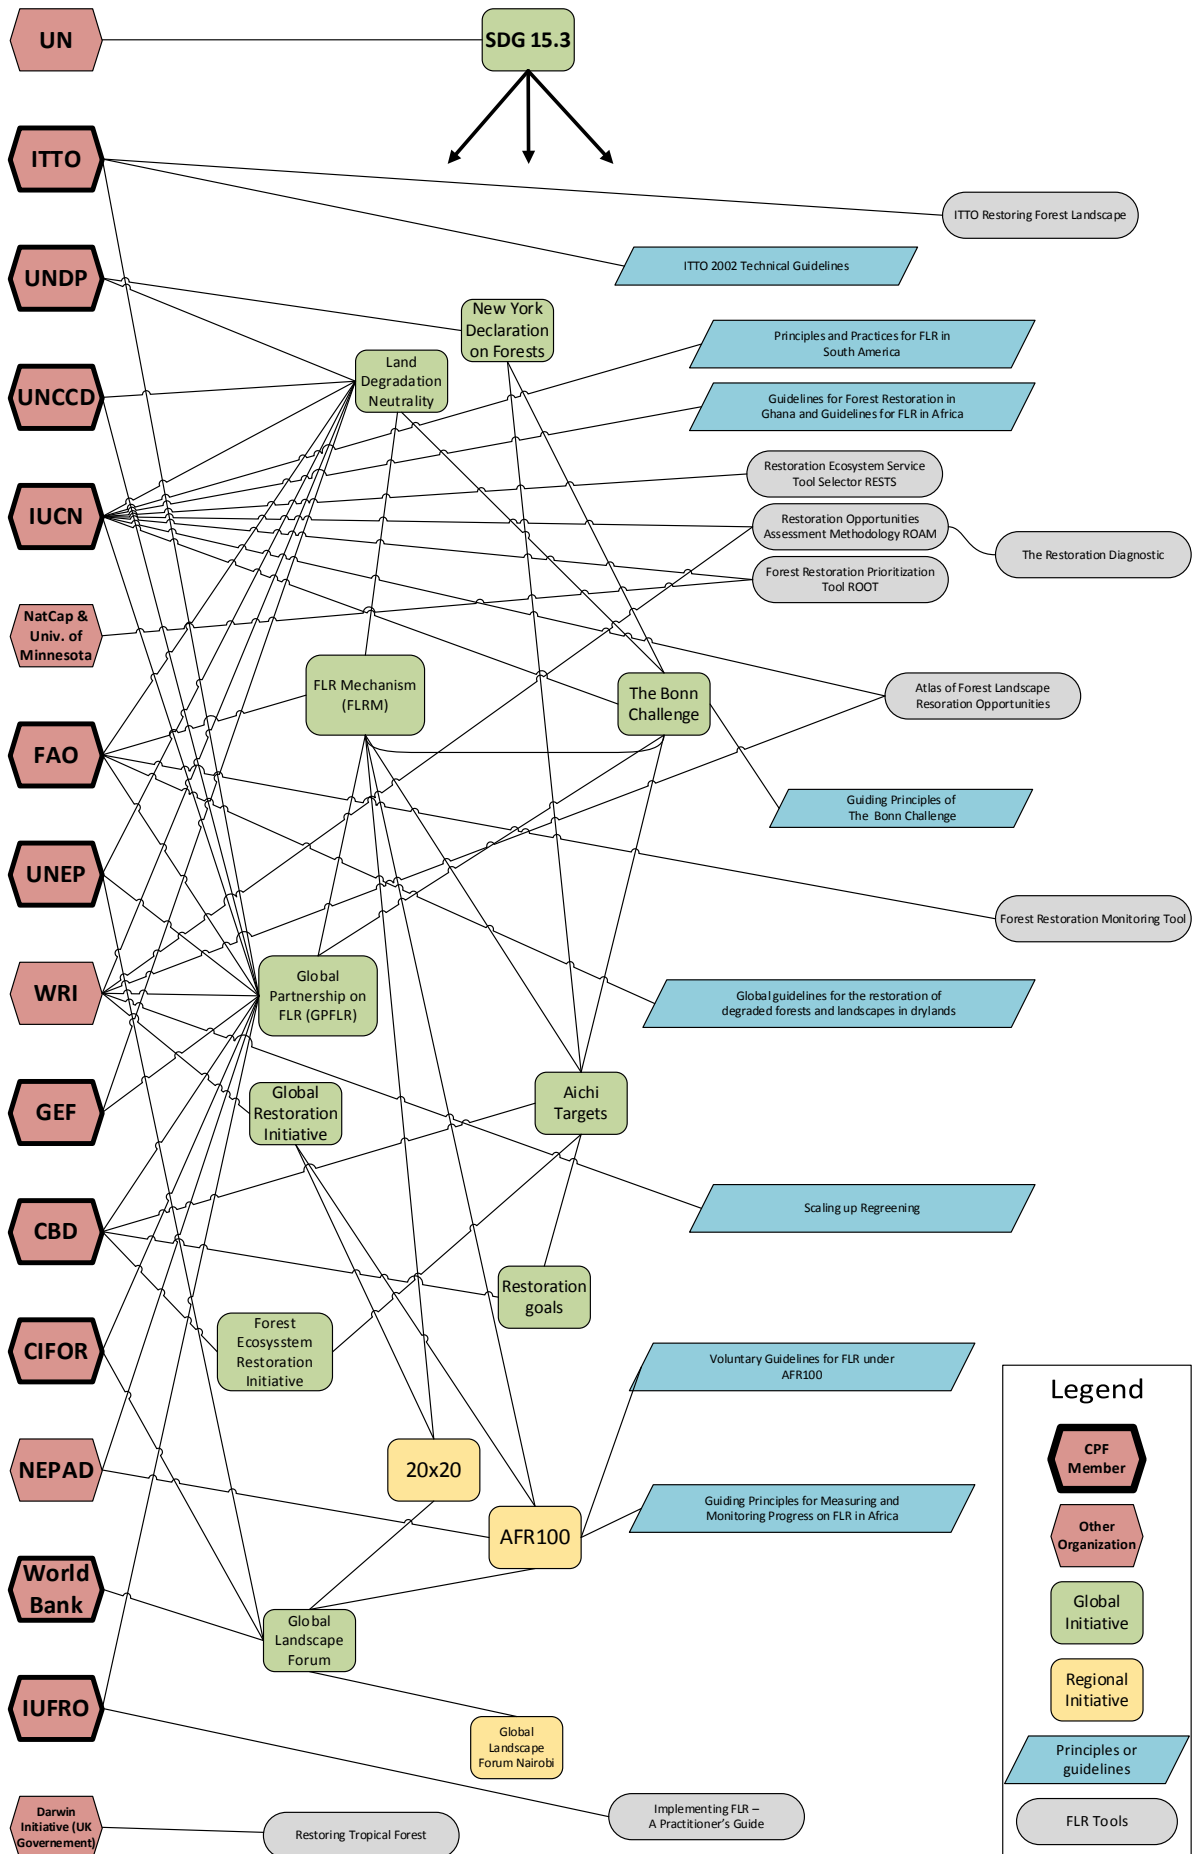 UN
SDG 15.3
ITTO
ITTO Restoring Forest Landscape
UNDP
ITTO 2002 Technical Guidelines
New York
Declaration
on Forests
Principles and Practices for FLR in
South America
Land
Degradation
Neutrality
UNCCD
Guidelines for Forest Restoration in
Ghana and Guidelines for FLR in Africa
Restoration Ecosystem Service
Tool Selector RESTS
IUCN
Restoration Opportunities
Assessment Methodology ROAM
The Restoration Diagnostic
Forest Restoration Prioritization
Tool ROOT
NatCap &
Univ. of
Minnesota
FLR Mechanism
(FLRM)
The Bonn
Challenge
Atlas of Forest Landscape
Resoration Opportunities
FAO
Guiding Principles of
The Bonn Challenge
UNEP
Forest Restoration Monitoring Tool
WRI
Global
Partnership on
FLR (GPFLR)
Global guidelines for the restoration of
degraded forests and landscapes in drylands
GEF
Global
Restoration
Initiative
Aichi
Targets
CBD
Scaling up Regreening
Restoration
goals
CIFOR
Forest
Ecosysstem
Restoration
Initiative
Voluntary Guidelines for FLR under
AFR100
NEPAD
20x20
Guiding Principles for Measuring and
Monitoring Progress on FLR in Africa
AFR100
World
Bank
Global
Landscape
Forum
IUFRO
Global
Landscape
Forum Nairobi
Implementing FLR –
A Practitioner's Guide
Darwin
Initiative (UK
Governement)
Restoring Tropical Forest
Legend
CPF
Member
Other
Organization
Global
Initiative
Regional
Initiative
Principles or
guidelines
FLR Tools